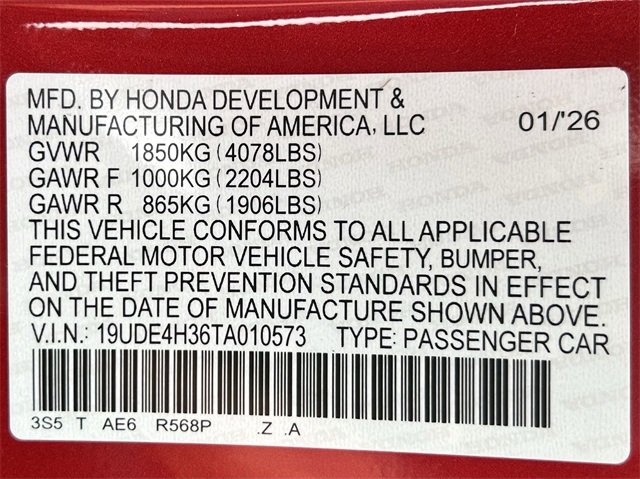 MFD. BY HONDA DEVELOPMENT &
MANUFACTURING OF AMERICA, LLC 01/'26
GVWR 1850KG (4078LBS)
GAWR F 1000KG (2204LBS)
GAWR R 865KG (1906LBS)
THIS VEHICLE CONFORMS TO ALL APPLICABLE
FEDERAL MOTOR VEHICLE SAFETY, BUMPER,
AND THEFT PREVENTION STANDARDS IN EFFECT
ON THE DATE OF MANUFACTURE SHOWN ABOVE.
V.I.N.: 19UDE4H36TA010573 TYPE: PASSENGER CAR
3S5 T AE6 R568P .Z .A